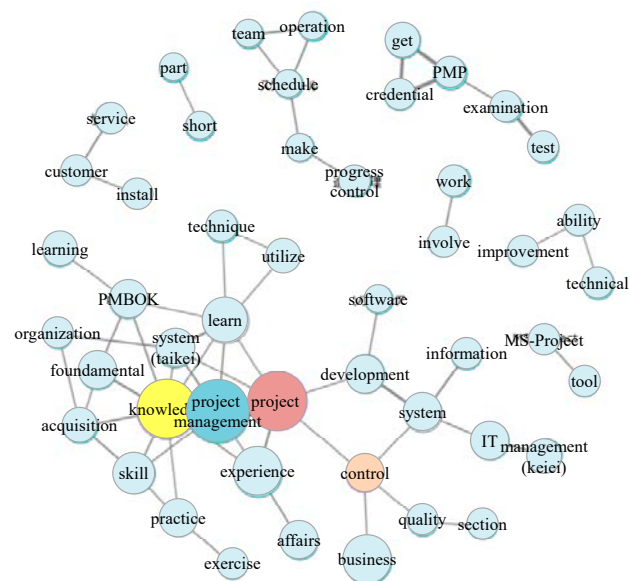 team
operation
get
PMP
part
schedule
credential
examination
service
short
test
make
customer
progress
control
work
install
ability
technique
involve
improvement
learning
utilize
technical
PMBOK
software
organization
system
(taikei)
learn
MS-Project
information
foundamental
development
tool
knowled
project
management
project
system
acquisition
IT
management
(keiei)
skill
experience
control
practice
quality
section
affairs
exercise
business